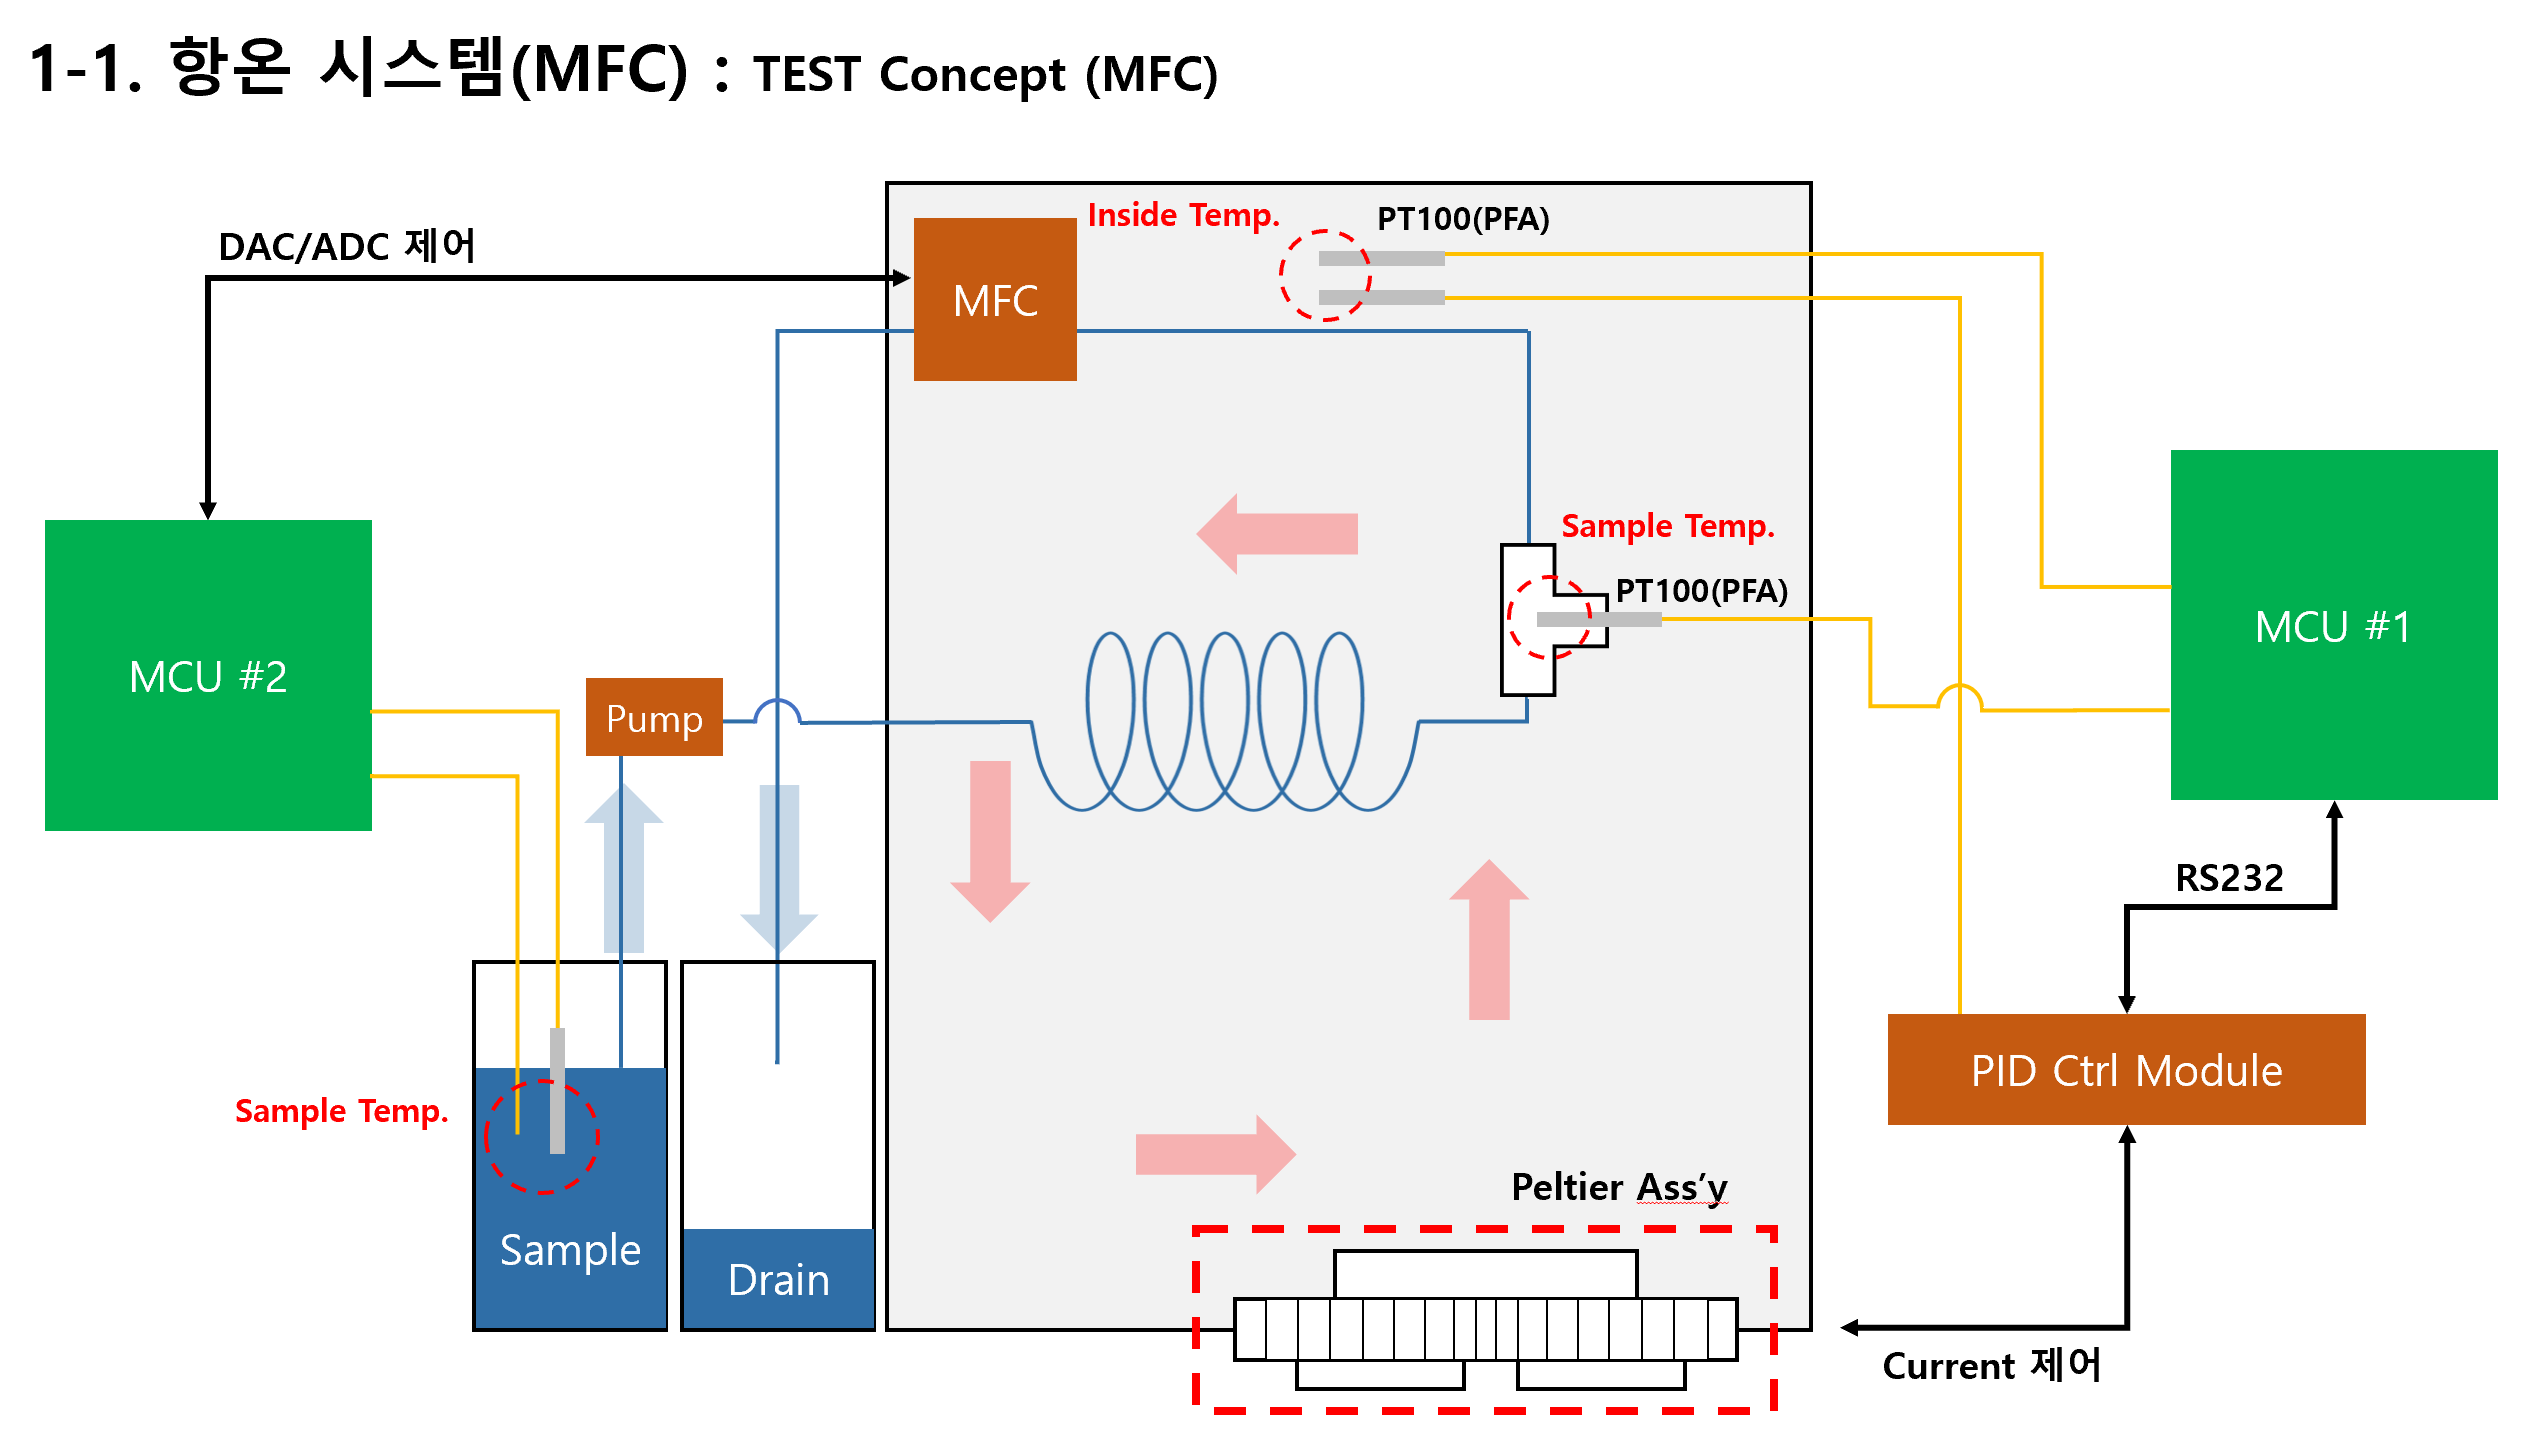 1-1. 항온 시스템(MFC) : TEST Concept (MFC)
DAC/ADC 제어
MFC
Inside Temp.
PT100(PFA)
Sample Temp.
PT100(PFA)
MCU #1
MCU #2
Pump
RS232
PID Ctrl Module
Sample Temp.
Sample
Drain
Peltier Ass’y
Current 제어